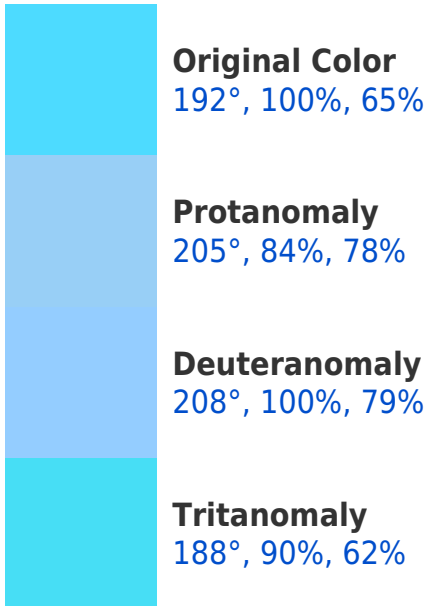 Original Color
192°, 100%, 65%
Protanomaly
205°, 84%, 78%
Deuteranomaly
208°, 100%, 79%
Tritanomaly
188°, 90%, 62%